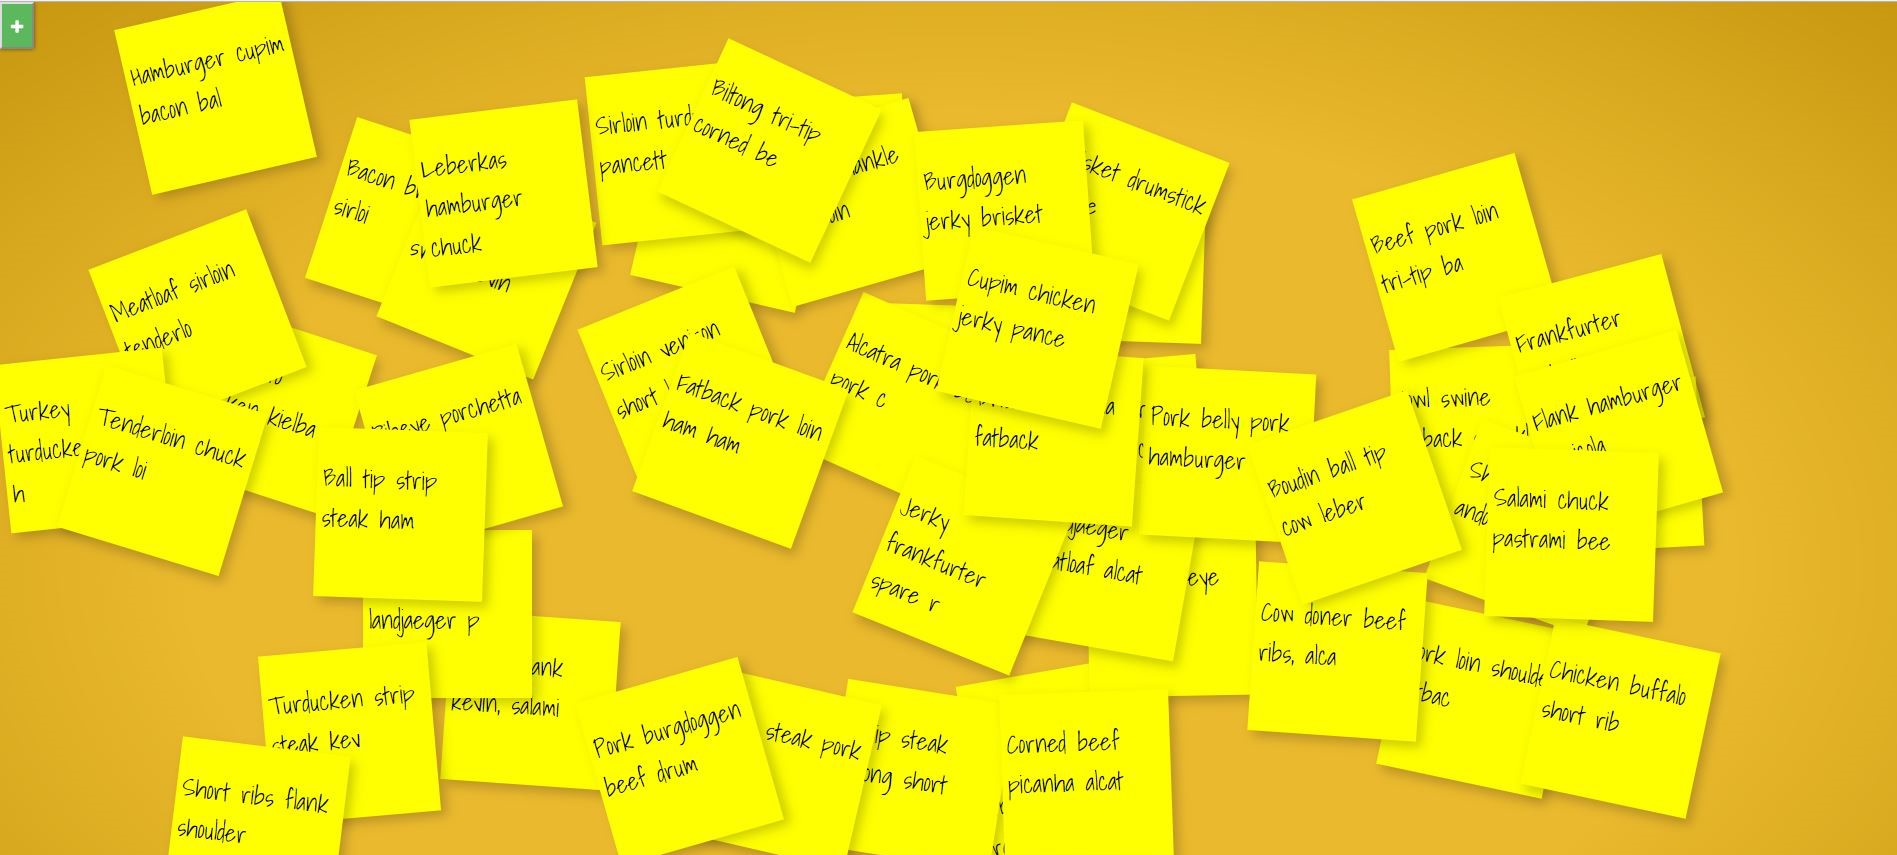 +
Hamburger cupim
bacon bal
Bacon
sirloi
Leberkas
hamburger
chuck
Sirloin
pancett
Biltong tri-tip
corned be
Burgdoggen
jerky brisket
drumstick
Beef pork loin
tri-tip ba
Meatloaf sirloin
tenderlo
Cupim chicken
jerky pance
Frankfurter
Sirloin
short
Fatback pork loin
ham ham
Alcatra
pork c
fatback
Pork belly pork
hamburger
swine
Flank hamburger
Turkey
h
Tenderloin chuck
pork loi
kielba
porchetta
Ball tip strip
steak ham
Boudin ball tip
cow leber
Salami chuck
pastrami bee
Jerky
frankfurter
spare r
alcat
landjaeger p
Cow doner beef
ribs, alca
loin
Chicken buffalo
short rib
kevin, salami
Turducken strip
steak kev
Pork burgdoggen
beef drum
steak pork
steak
short
Corned beef
picanha alcat
Short ribs flank
shoulder